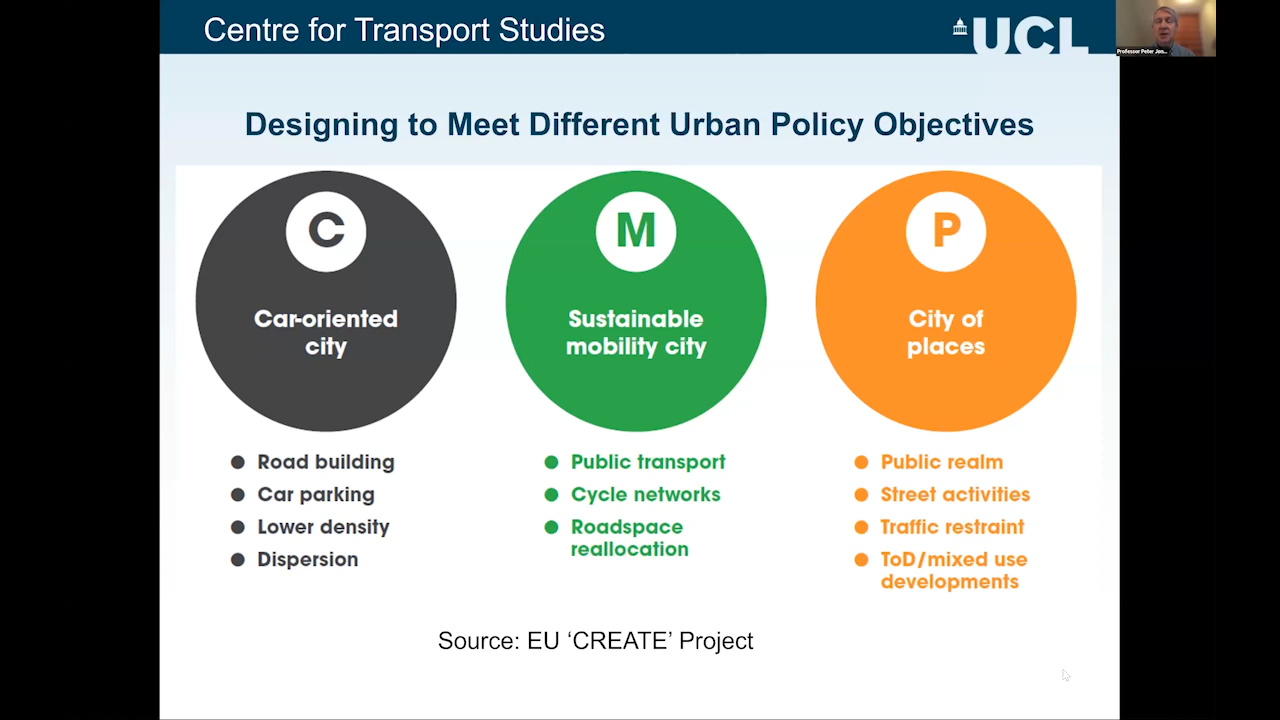 Centre for Transport Studies
UCL
Professor Peter Jon...
Designing to Meet Different Urban Policy Objectives
C
Car-oriented
city
Road building
Car parking
Lower density
Dispersion
M
Sustainable
mobility city
Public transport
Cycle networks
Roadspace
reallocation
P
City of
places
Public realm
Street activities
Traffic restraint
ToD/mixed use
developments
Source: EU ‘CREATE’ Project